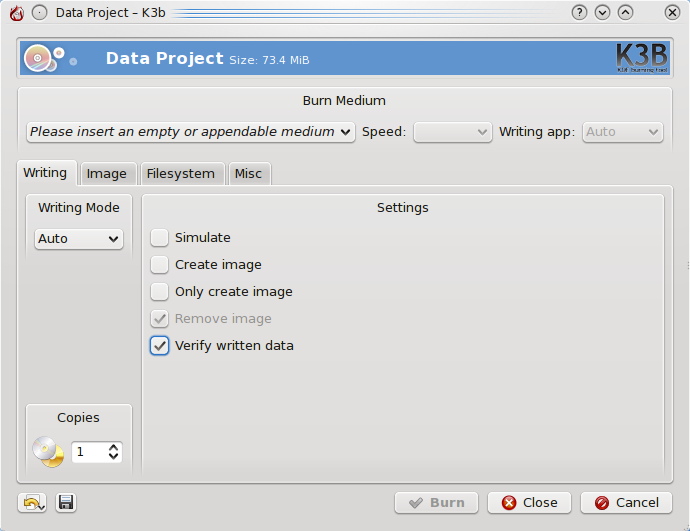 Data Project – K3b
Data Project Size: 73.4 MiB
K3B
KDE Burning Tool
Burn Medium
Please insert an empty or appendable medium Speed: Writing app: Auto
Writing Image Filesystem Misc
Writing Mode
Auto
Settings
Simulate
Create image
Only create image
Remove image
Verify written data
Copies
1
Burn Close Cancel